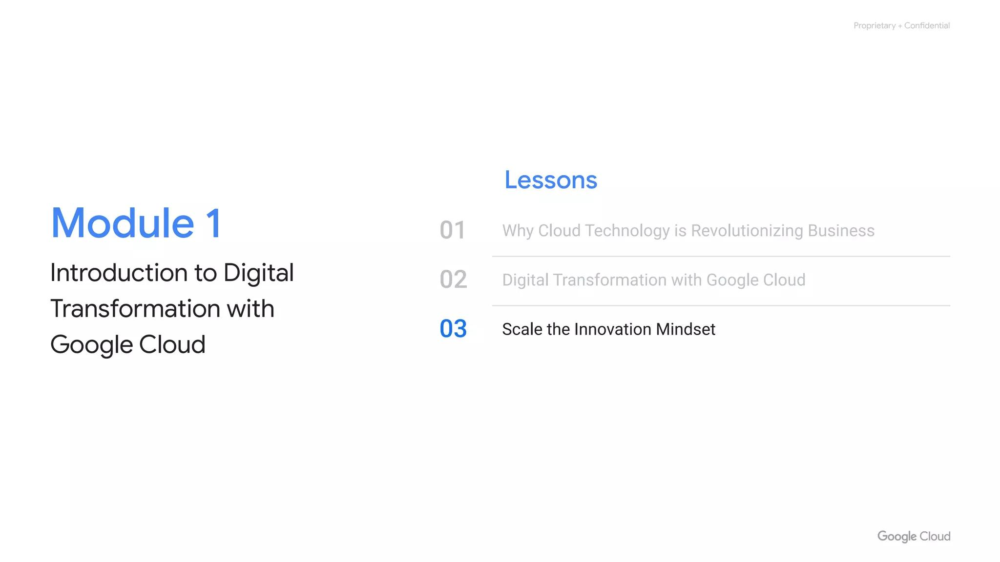 Proprietary + Confidential
Module 1
Introduction to Digital
Transformation with
Google Cloud
Lessons
01 Why Cloud Technology is Revolutionizing Business
02 Digital Transformation with Google Cloud
03 Scale the Innovation Mindset
Google Cloud